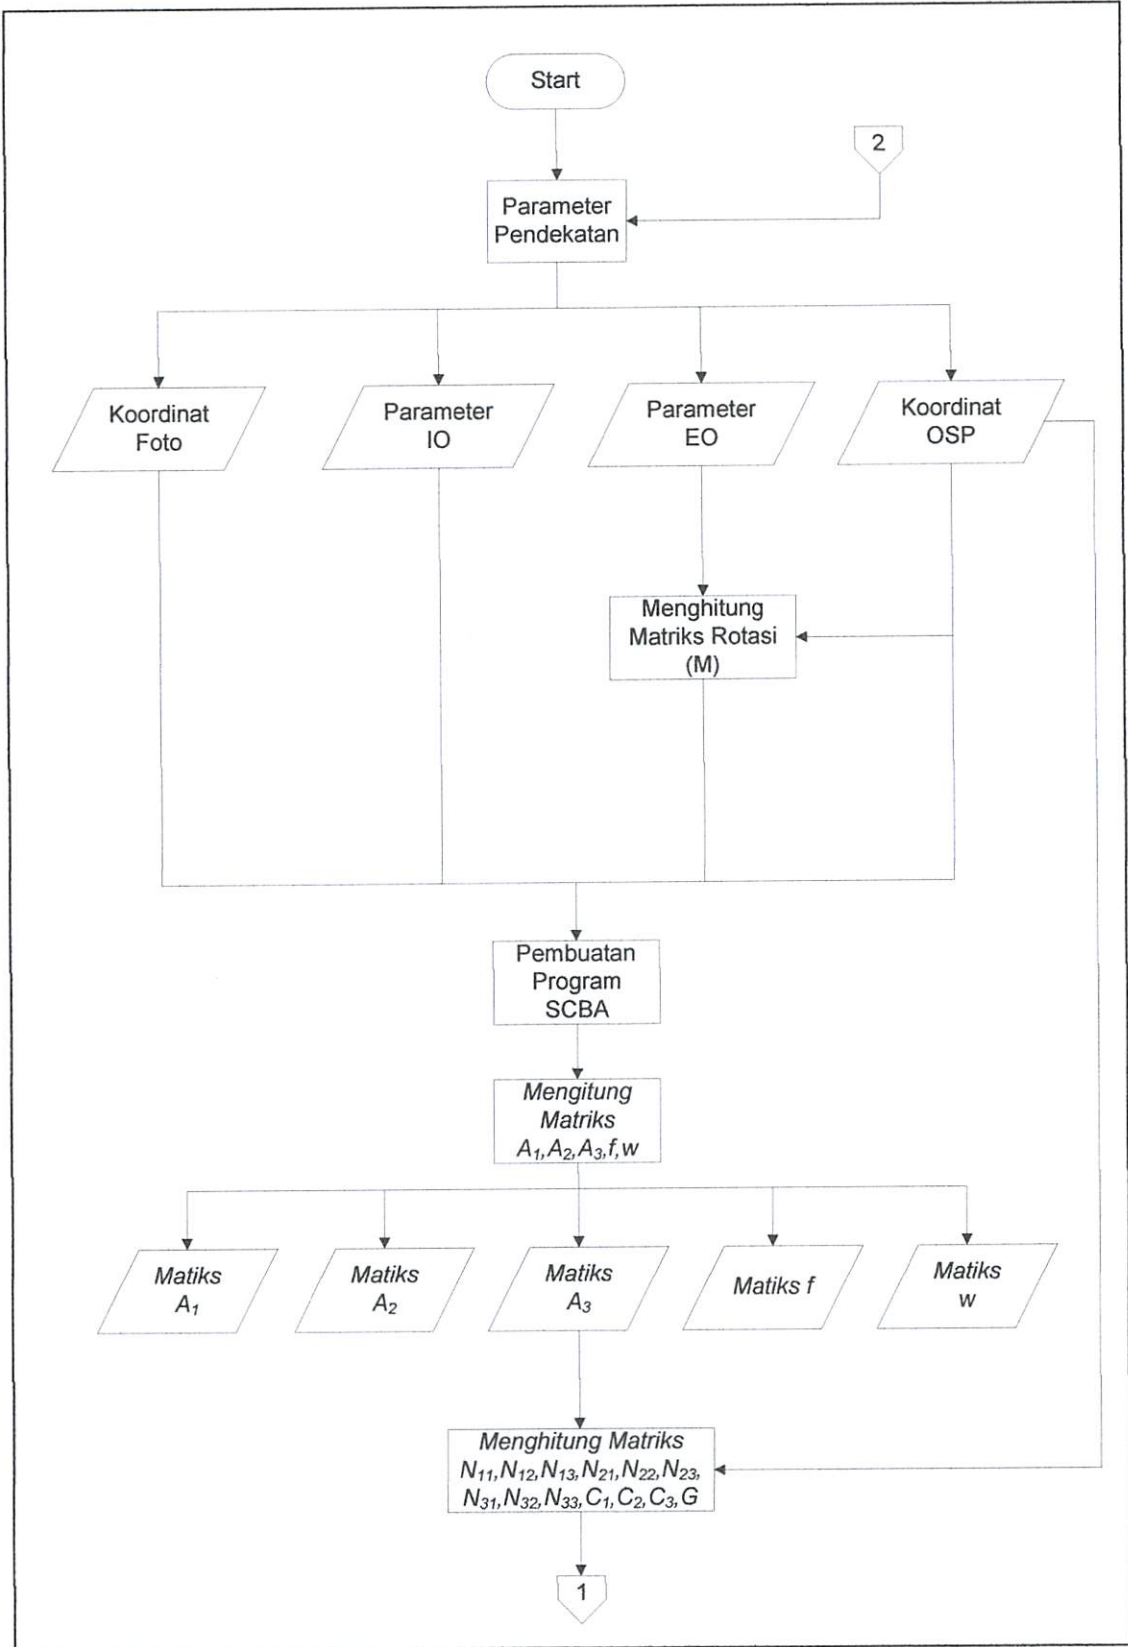 Start
2
Parameter
Pendekatan
Koordinat
Foto
Parameter
IO
Parameter
EO
Koordinat
OSP
Menghitung
Matriks Rotasi
(M)
Pembuatan
Program
SCBA
Mengitung
Matriks
A₁,A₂,A₃,f,w
Matiks
A₁
Matiks
A₂
Matiks
A₃
Matiks f
Matiks
w
Menghitung Matriks
N₁₁,N₁₂,N₁₃,N₂₁,N₂₂,N₂₃,
N₃₁,N₃₂,N₃₃,C₁,C₂,C₃,G
1